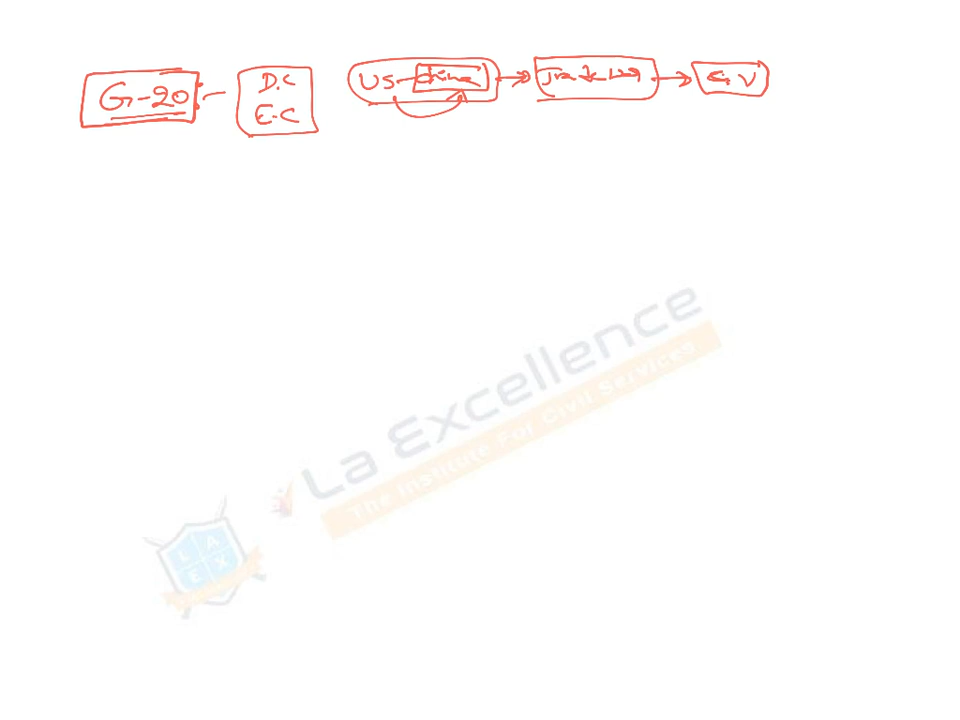 G-20
D.C
E.C
US - China
La Excellence
The Institute For Civil Services
L A
E X